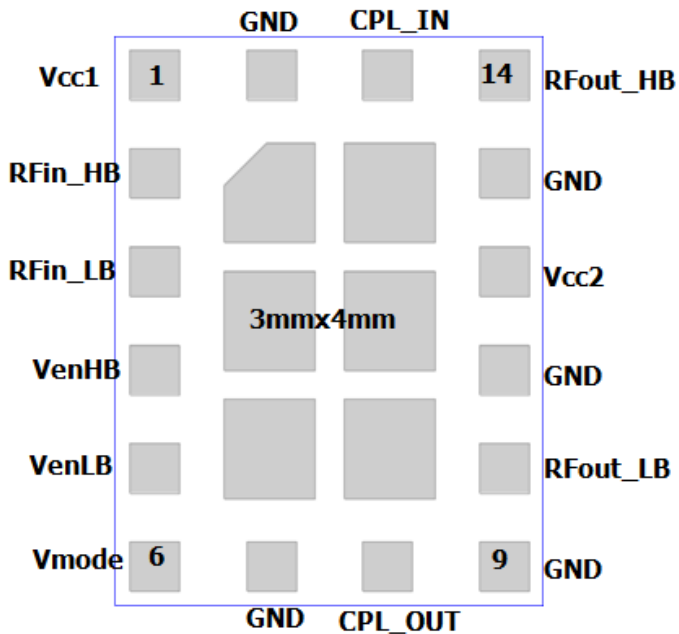 GND CPL_IN
Vcc1 1 14 RFout_HB
RFin_HB GND
RFin_LB Vcc2
3mmx4mm
VenHB GND
VenLB RFout_LB
Vmode 6 9 GND
GND CPL_OUT